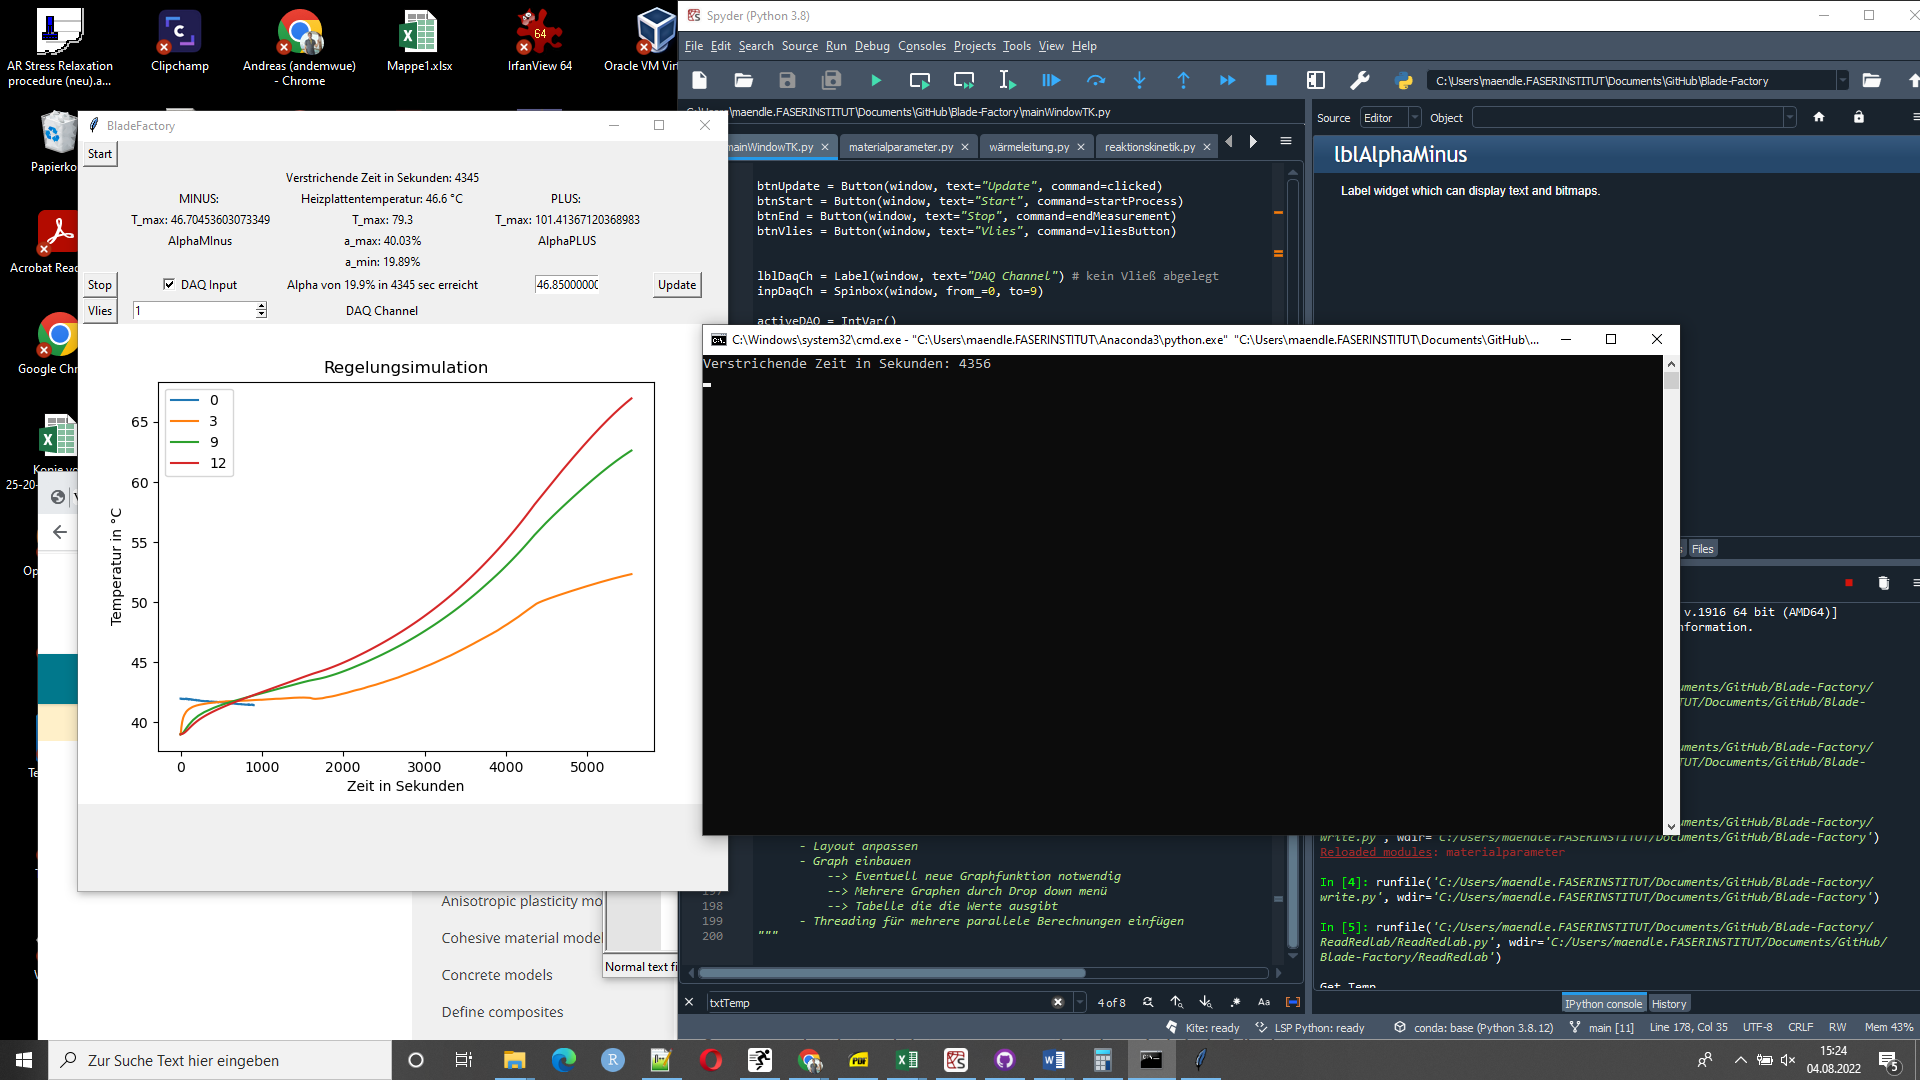 AR Stress Relaxation
procedure (neu).a...
Clipchamp
Andreas (andemwue)
- Chrome
Mappe1.xlsx
64
IrfanView 64
Oracle VM Vir
Papierko
Acrobat Read
Google Chr
25-20-
BladeFactory
Start
Verstrichende Zeit in Sekunden: 4345
MINUS:
Heizplattentemperatur: 46.6 °C
PLUS:
T_max: 46.70453603073349
T_max: 79.3
T_max: 101.41367120368983
AlphaMInus
a_max: 40.03%
AlphaPLUS
a_min: 19.89%
Stop
DAQ Input
Alpha von 19.9% in 4345 sec erreicht
46.85000000
Update
Vlies
1
DAQ Channel
Regelungsimulation
0
3
9
12
65
60
55
50
45
40
Temperatur in °C
0
1000
2000
3000
4000
5000
Zeit in Sekunden
Anisotropic plasticity mo
Cohesive material model
Concrete models
Define composites
Normal text fi
Spyder (Python 3.8)
File Edit Search Source Run Debug Consoles Projects Tools View Help
C:\Users\maendle.FASERINSTITUT\Documents\GitHub\Blade-Factory
C:\Users\maendle.FASERINSTITUT\Documents\GitHub\Blade-Factory\mainWindowTK.py
mainWindowTK.py
materialparameter.py
wärmeleitung.py
reaktionskinetik.py
btnUpdate = Button(window, text="Update", command=clicked)
btnStart = Button(window, text="Start", command=startProcess)
btnEnd = Button(window, text="Stop", command=endMeasurement)
btnVlies = Button(window, text="Vlies", command=vliesButton)
lblDaqCh = Label(window, text="DAQ Channel") # kein Vließ abgelegt
inpDaqCh = Spinbox(window, from_=0, to=9)
activeDAQ = IntVar()
Source
Editor
Object
lblAlphaMinus
Label widget which can display text and bitmaps.
C:\Windows\system32\cmd.exe - "C:\Users\maendle.FASERINSTITUT\Anaconda3\python.exe" "C:\Users\maendle.FASERINSTITUT\Documents\GitHub\...
Verstrichende Zeit in Sekunden: 4356
- Layout anpassen
- Graph einbauen
--> Eventuell neue Graphfunktion notwendig
197 --> Mehrere Graphen durch Drop down menü
198 --> Tabelle die die Werte ausgibt
199 - Threading für mehrere parallele Berechnungen einfügen
200 """
txtTemp
4 of 8
Aa
Files
v.1916 64 bit (AMD64)]
nformation.
uments/GitHub/Blade-Factory/
TUT/Documents/GitHub/Blade-
uments/GitHub/Blade-Factory/
TUT/Documents/GitHub/Blade-
uments/GitHub/Blade-Factory/
write.py', wdir='C:/Users/maendle.FASERINSTITUT/Documents/GitHub/Blade-Factory')
Reloaded modules: materialparameter
In [4]: runfile('C:/Users/maendle.FASERINSTITUT/Documents/GitHub/Blade-Factory/
write.py', wdir='C:/Users/maendle.FASERINSTITUT/Documents/GitHub/Blade-Factory')
In [5]: runfile('C:/Users/maendle.FASERINSTITUT/Documents/GitHub/Blade-Factory/
ReadRedlab/ReadRedlab.py', wdir='C:/Users/maendle.FASERINSTITUT/Documents/GitHub/
Blade-Factory/ReadRedlab')
Get Temp
IPython console
History
Kite: ready
LSP Python: ready
conda: base (Python 3.8.12)
main [11]
Line 178, Col 35
UTF-8
CRLF
RW
Mem 43%
Zur Suche Text hier eingeben
15:24
04.08.2022
5